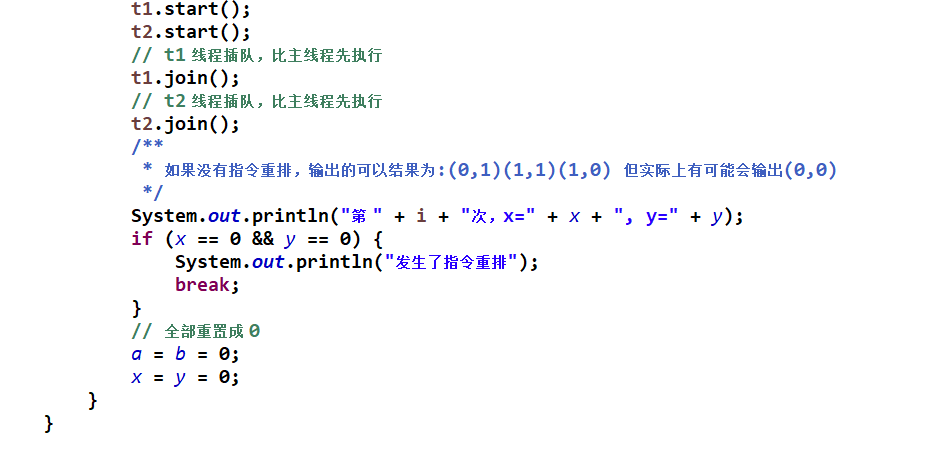 t1.start();
t2.start();
// t1 线程插队，比主线程先执行
t1.join();
// t2 线程插队，比主线程先执行
t2.join();
/**
 * 如果没有指令重排，输出的可以结果为:(0,1)(1,1)(1,0) 但实际上有可能会输出(0,0)
 */
System.out.println("第 " + i + "次，x=" + x + ", y=" + y);
if (x == 0 && y == 0) {
System.out.println("发生了指令重排");
break;
}
// 全部重置成 0
a = b = 0;
x = y = 0;
}
}